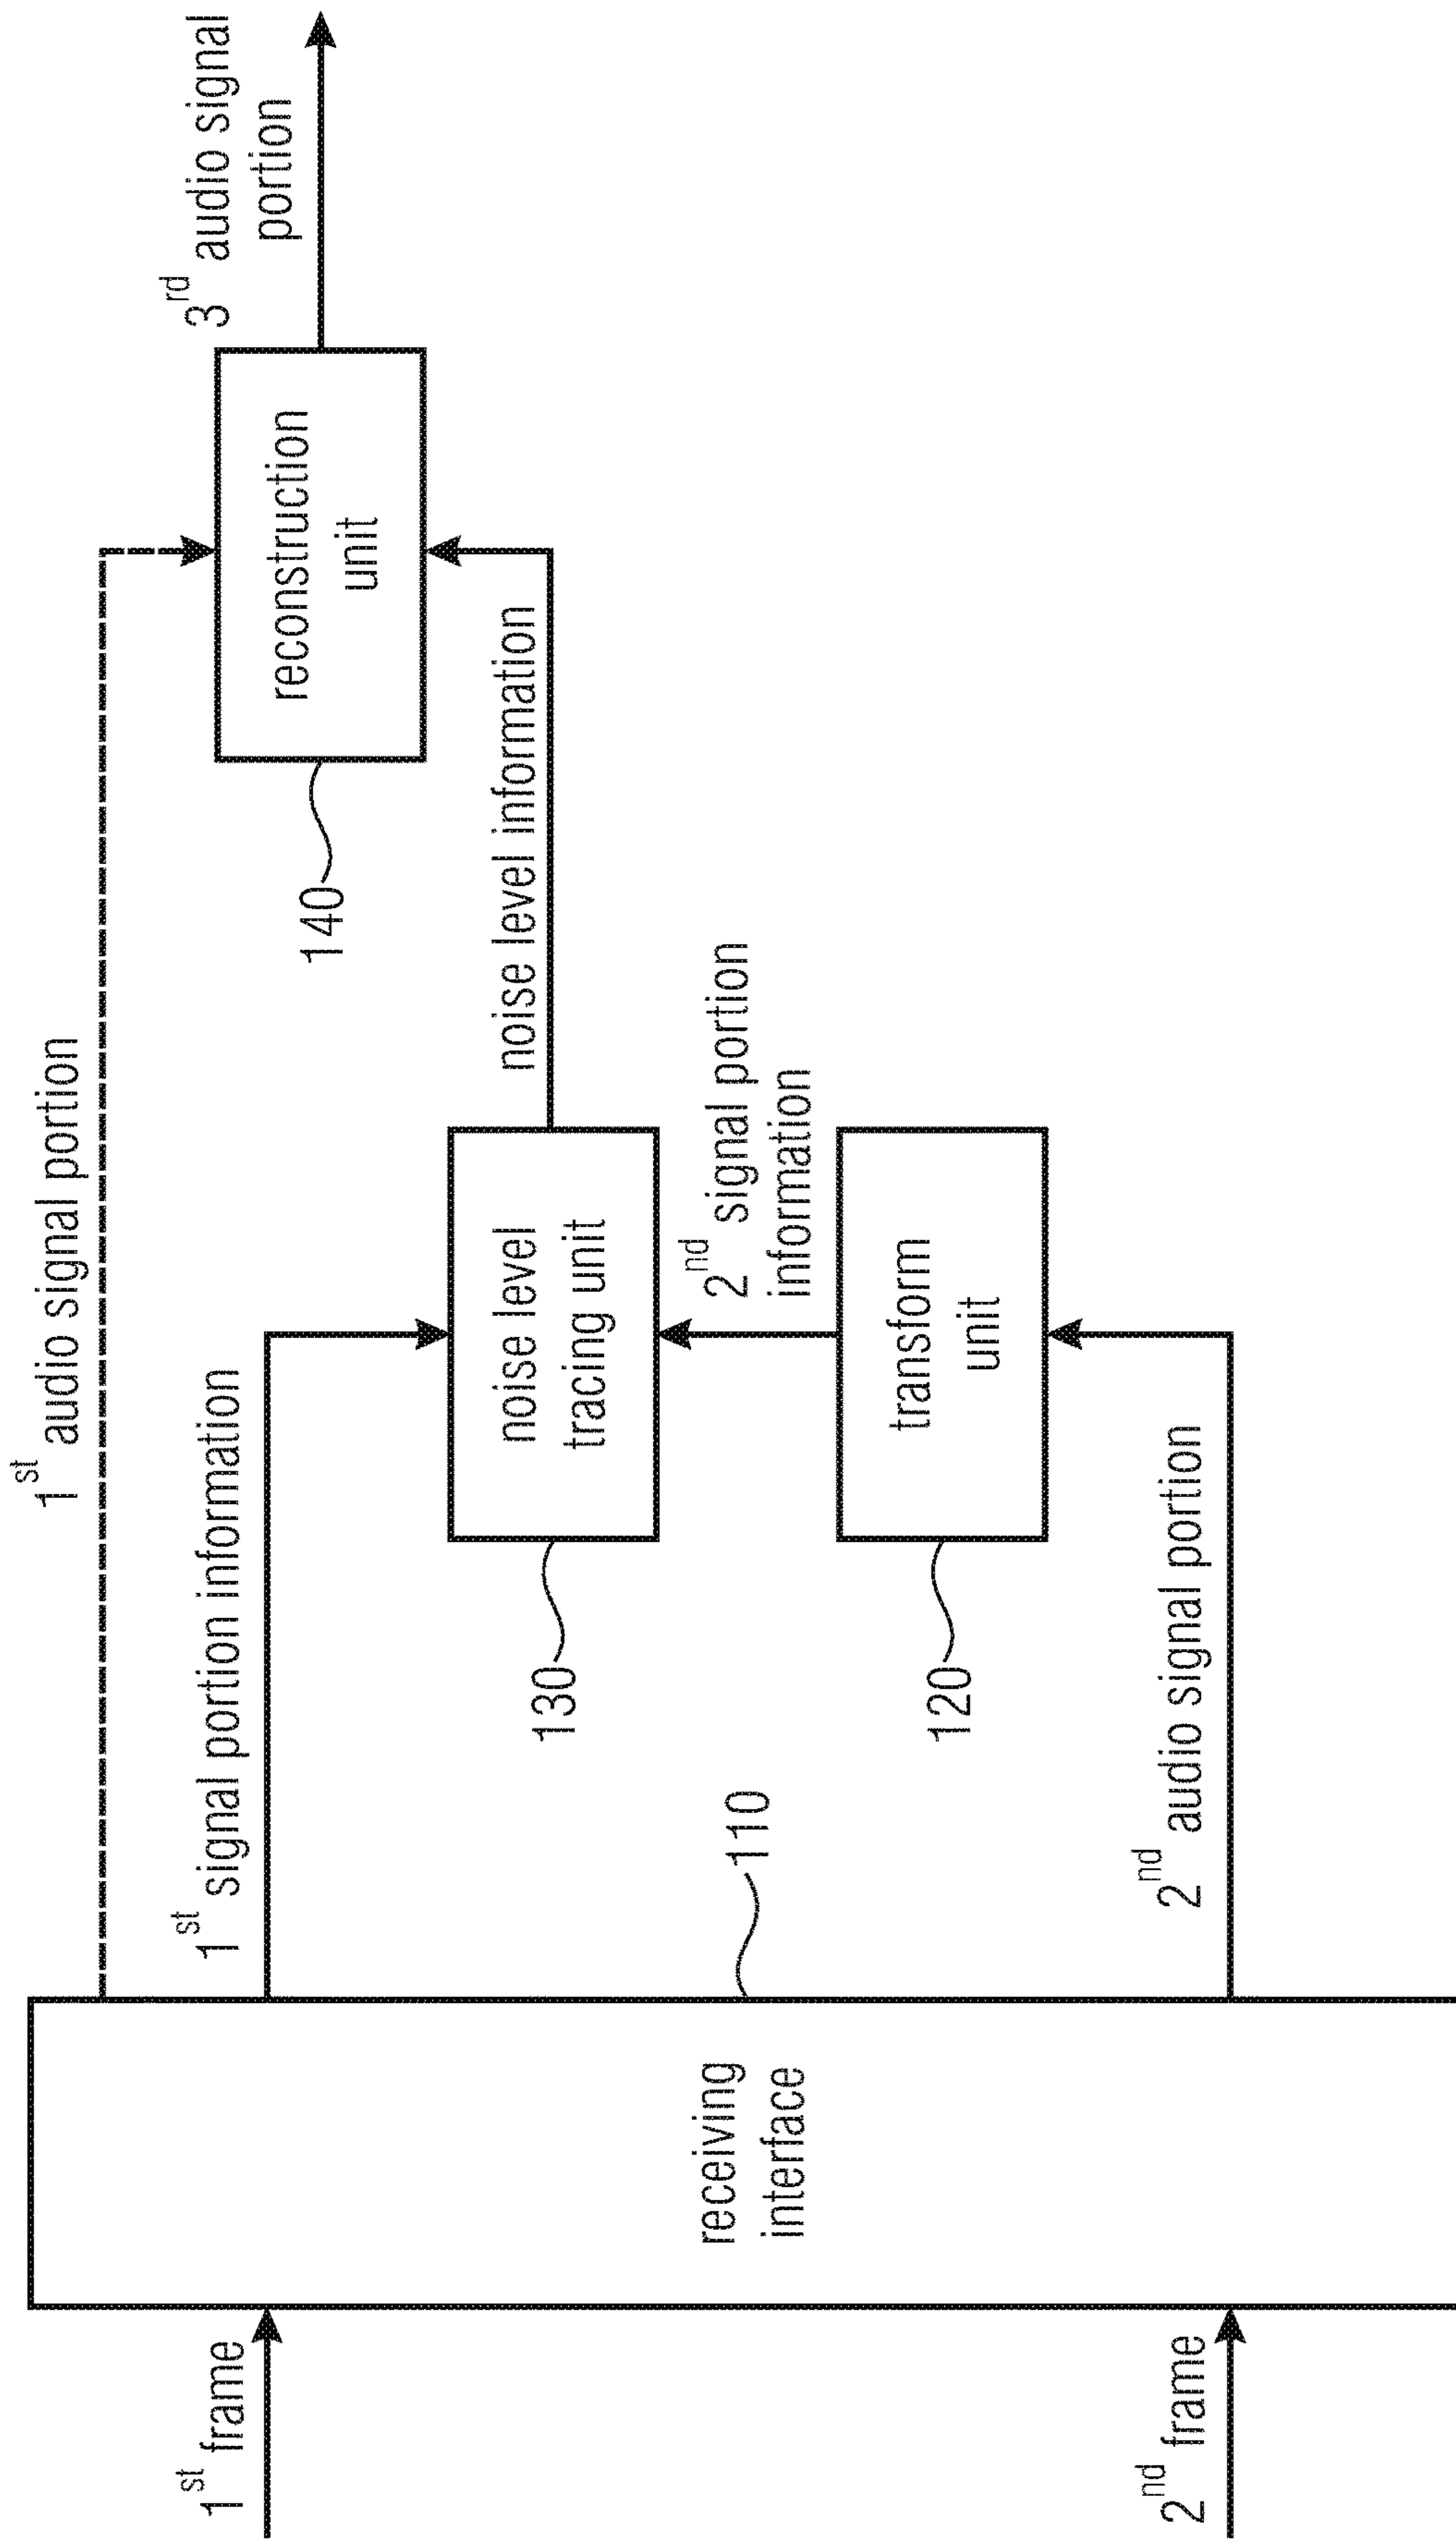 1st frame
2nd frame
receiving
interface
110
1st audio signal portion
1st signal portion information
2nd audio signal portion
130
noise level
tracing unit
2nd signal portion
information
120
transform
unit
noise level information
140
reconstruction
unit
3rd audio signal
portion